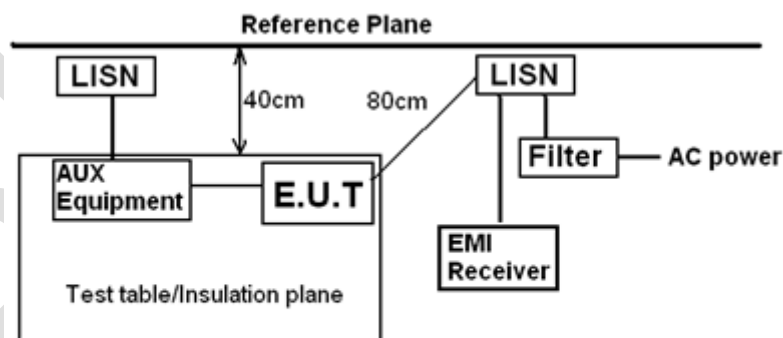 Reference Plane
LISN
LISN
40cm
80cm
Filter
AC power
AUX
Equipment
E.U.T
EMI
Receiver
Test table/Insulation plane